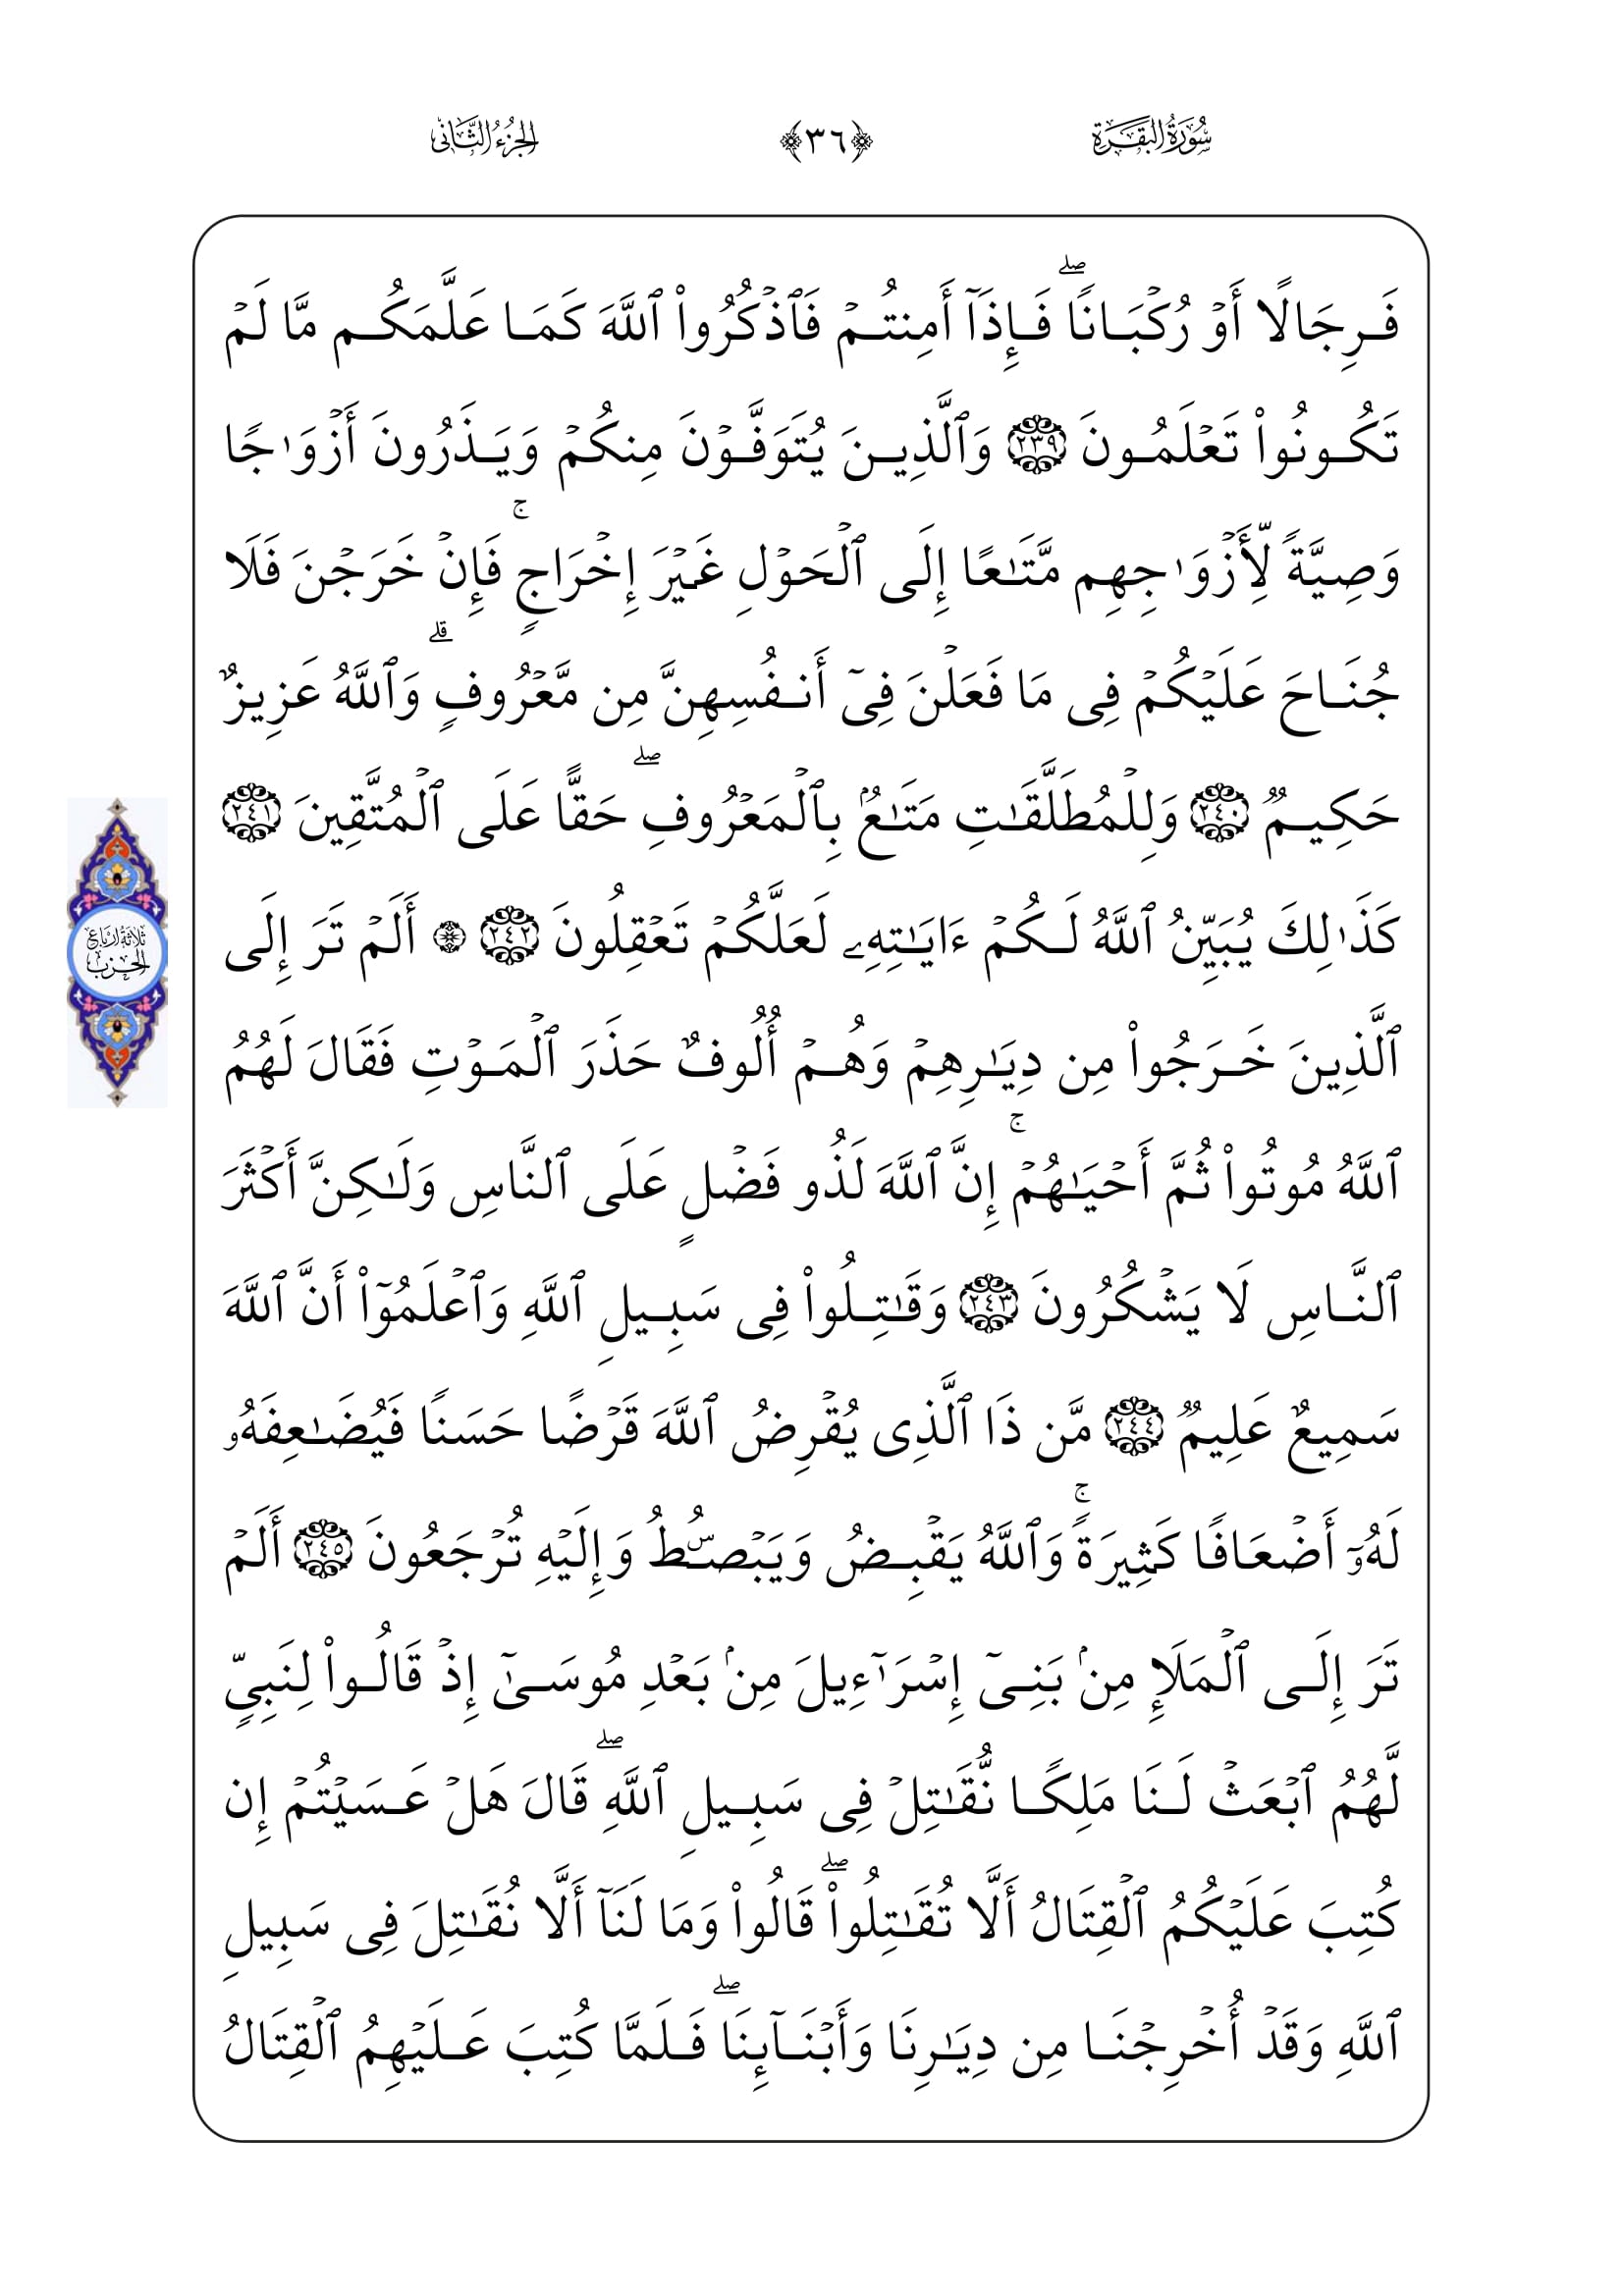 سُورَةُ البَقَرَةِ ﴿٣٦﴾ الجُزْءُ الثَّانِى
فَرِجَالًا أَوۡ رُكۡبَانًاۖ فَإِذَآ أَمِنتُمۡ فَٱذۡكُرُواْ ٱللَّهَ كَمَا عَلَّمَكُم مَّا لَمۡ
تَكُونُواْ تَعۡلَمُونَ ٢٣٩ وَٱلَّذِينَ يُتَوَفَّوۡنَ مِنكُمۡ وَيَذَرُونَ أَزۡوَٰجًا
وَصِيَّةً لِّأَزۡوَٰجِهِم مَّتَٰعًا إِلَى ٱلۡحَوۡلِ غَيۡرَ إِخۡرَاجٍۚ فَإِنۡ خَرَجۡنَ فَلَا
جُنَاحَ عَلَيۡكُمۡ فِى مَا فَعَلۡنَ فِىٓ أَنفُسِهِنَّ مِن مَّعۡرُوفٍۗ وَٱللَّهُ عَزِيزٌ
حَكِيمٌ ٢٤٠ وَلِلۡمُطَلَّقَٰتِ مَتَٰعُۢ بِٱلۡمَعۡرُوفِۖ حَقًّا عَلَى ٱلۡمُتَّقِينَ ٢٤١
كَذَٰلِكَ يُبَيِّنُ ٱللَّهُ لَكُمۡ ءَايَٰتِهِۦ لَعَلَّكُمۡ تَعۡقِلُونَ ٢٤٢ ۞ أَلَمۡ تَرَ إِلَى
ثلاثة أرباع
الحزب
ٱلَّذِينَ خَرَجُواْ مِن دِيَٰرِهِمۡ وَهُمۡ أُلُوفٌ حَذَرَ ٱلۡمَوۡتِ فَقَالَ لَهُمُ
ٱللَّهُ مُوتُواْ ثُمَّ أَحۡيَٰهُمۡۚ إِنَّ ٱللَّهَ لَذُو فَضۡلٍ عَلَى ٱلنَّاسِ وَلَٰكِنَّ أَكۡثَرَ
ٱلنَّاسِ لَا يَشۡكُرُونَ ٢٤٣ وَقَٰتِلُواْ فِى سَبِيلِ ٱللَّهِ وَٱعۡلَمُوٓاْ أَنَّ ٱللَّهَ
سَمِيعٌ عَلِيمٌ ٢٤٤ مَّن ذَا ٱلَّذِى يُقۡرِضُ ٱللَّهَ قَرۡضًا حَسَنًا فَيُضَٰعِفَهُۥ
لَهُۥٓ أَضۡعَافًا كَثِيرَةًۚ وَٱللَّهُ يَقۡبِضُ وَيَبۡصُۜطُ وَإِلَيۡهِ تُرۡجَعُونَ ٢٤٥ أَلَمۡ
تَرَ إِلَى ٱلۡمَلَإِ مِنۢ بَنِىٓ إِسۡرَٰٓءِيلَ مِنۢ بَعۡدِ مُوسَىٰٓ إِذۡ قَالُواْ لِنَبِىٍّ
لَّهُمُ ٱبۡعَثۡ لَنَا مَلِكًا نُّقَٰتِلۡ فِى سَبِيلِ ٱللَّهِۖ قَالَ هَلۡ عَسَيۡتُمۡ إِن
كُتِبَ عَلَيۡكُمُ ٱلۡقِتَالُ أَلَّا تُقَٰتِلُواْۖ قَالُواْ وَمَا لَنَآ أَلَّا نُقَٰتِلَ فِى سَبِيلِ
ٱللَّهِ وَقَدۡ أُخۡرِجۡنَا مِن دِيَٰرِنَا وَأَبۡنَآئِنَاۖ فَلَمَّا كُتِبَ عَلَيۡهِمُ ٱلۡقِتَالُ